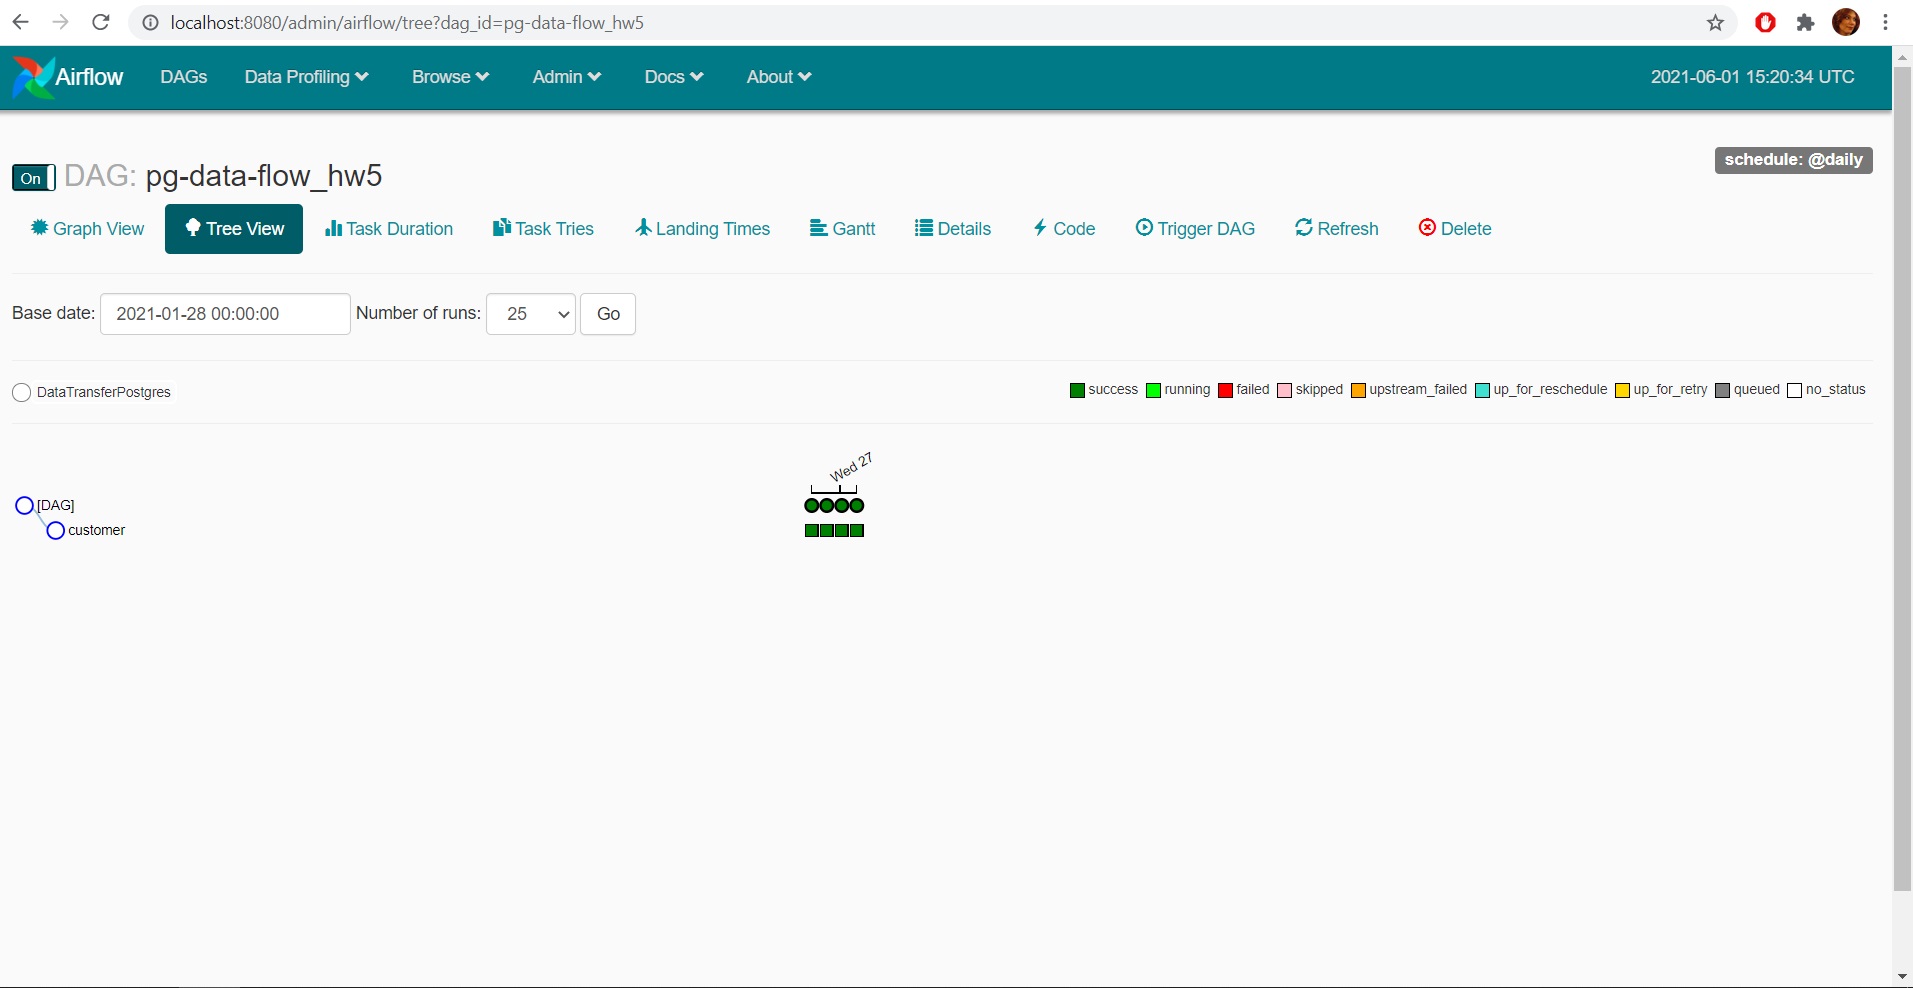 localhost:8080/admin/airflow/tree?dag_id=pg-data-flow_hw5
Airflow DAGs Data Profiling Browse Admin Docs About 2021-06-01 15:20:34 UTC
schedule: @daily
On DAG: pg-data-flow_hw5
Graph View Tree View Task Duration Task Tries Landing Times Gantt Details Code Trigger DAG Refresh Delete
Base date: 2021-01-28 00:00:00 Number of runs: 25 Go
DataTransferPostgres success running failed skipped upstream_failed up_for_reschedule up_for_retry queued no_status
Wed 27
[DAG]
customer